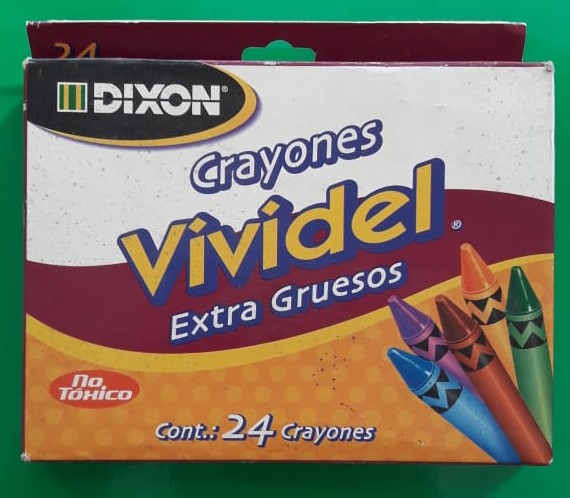 24
DIXON®
Crayones
Vividel®
Extra Gruesos
No
Tóxico
Cont.: 24 Crayones